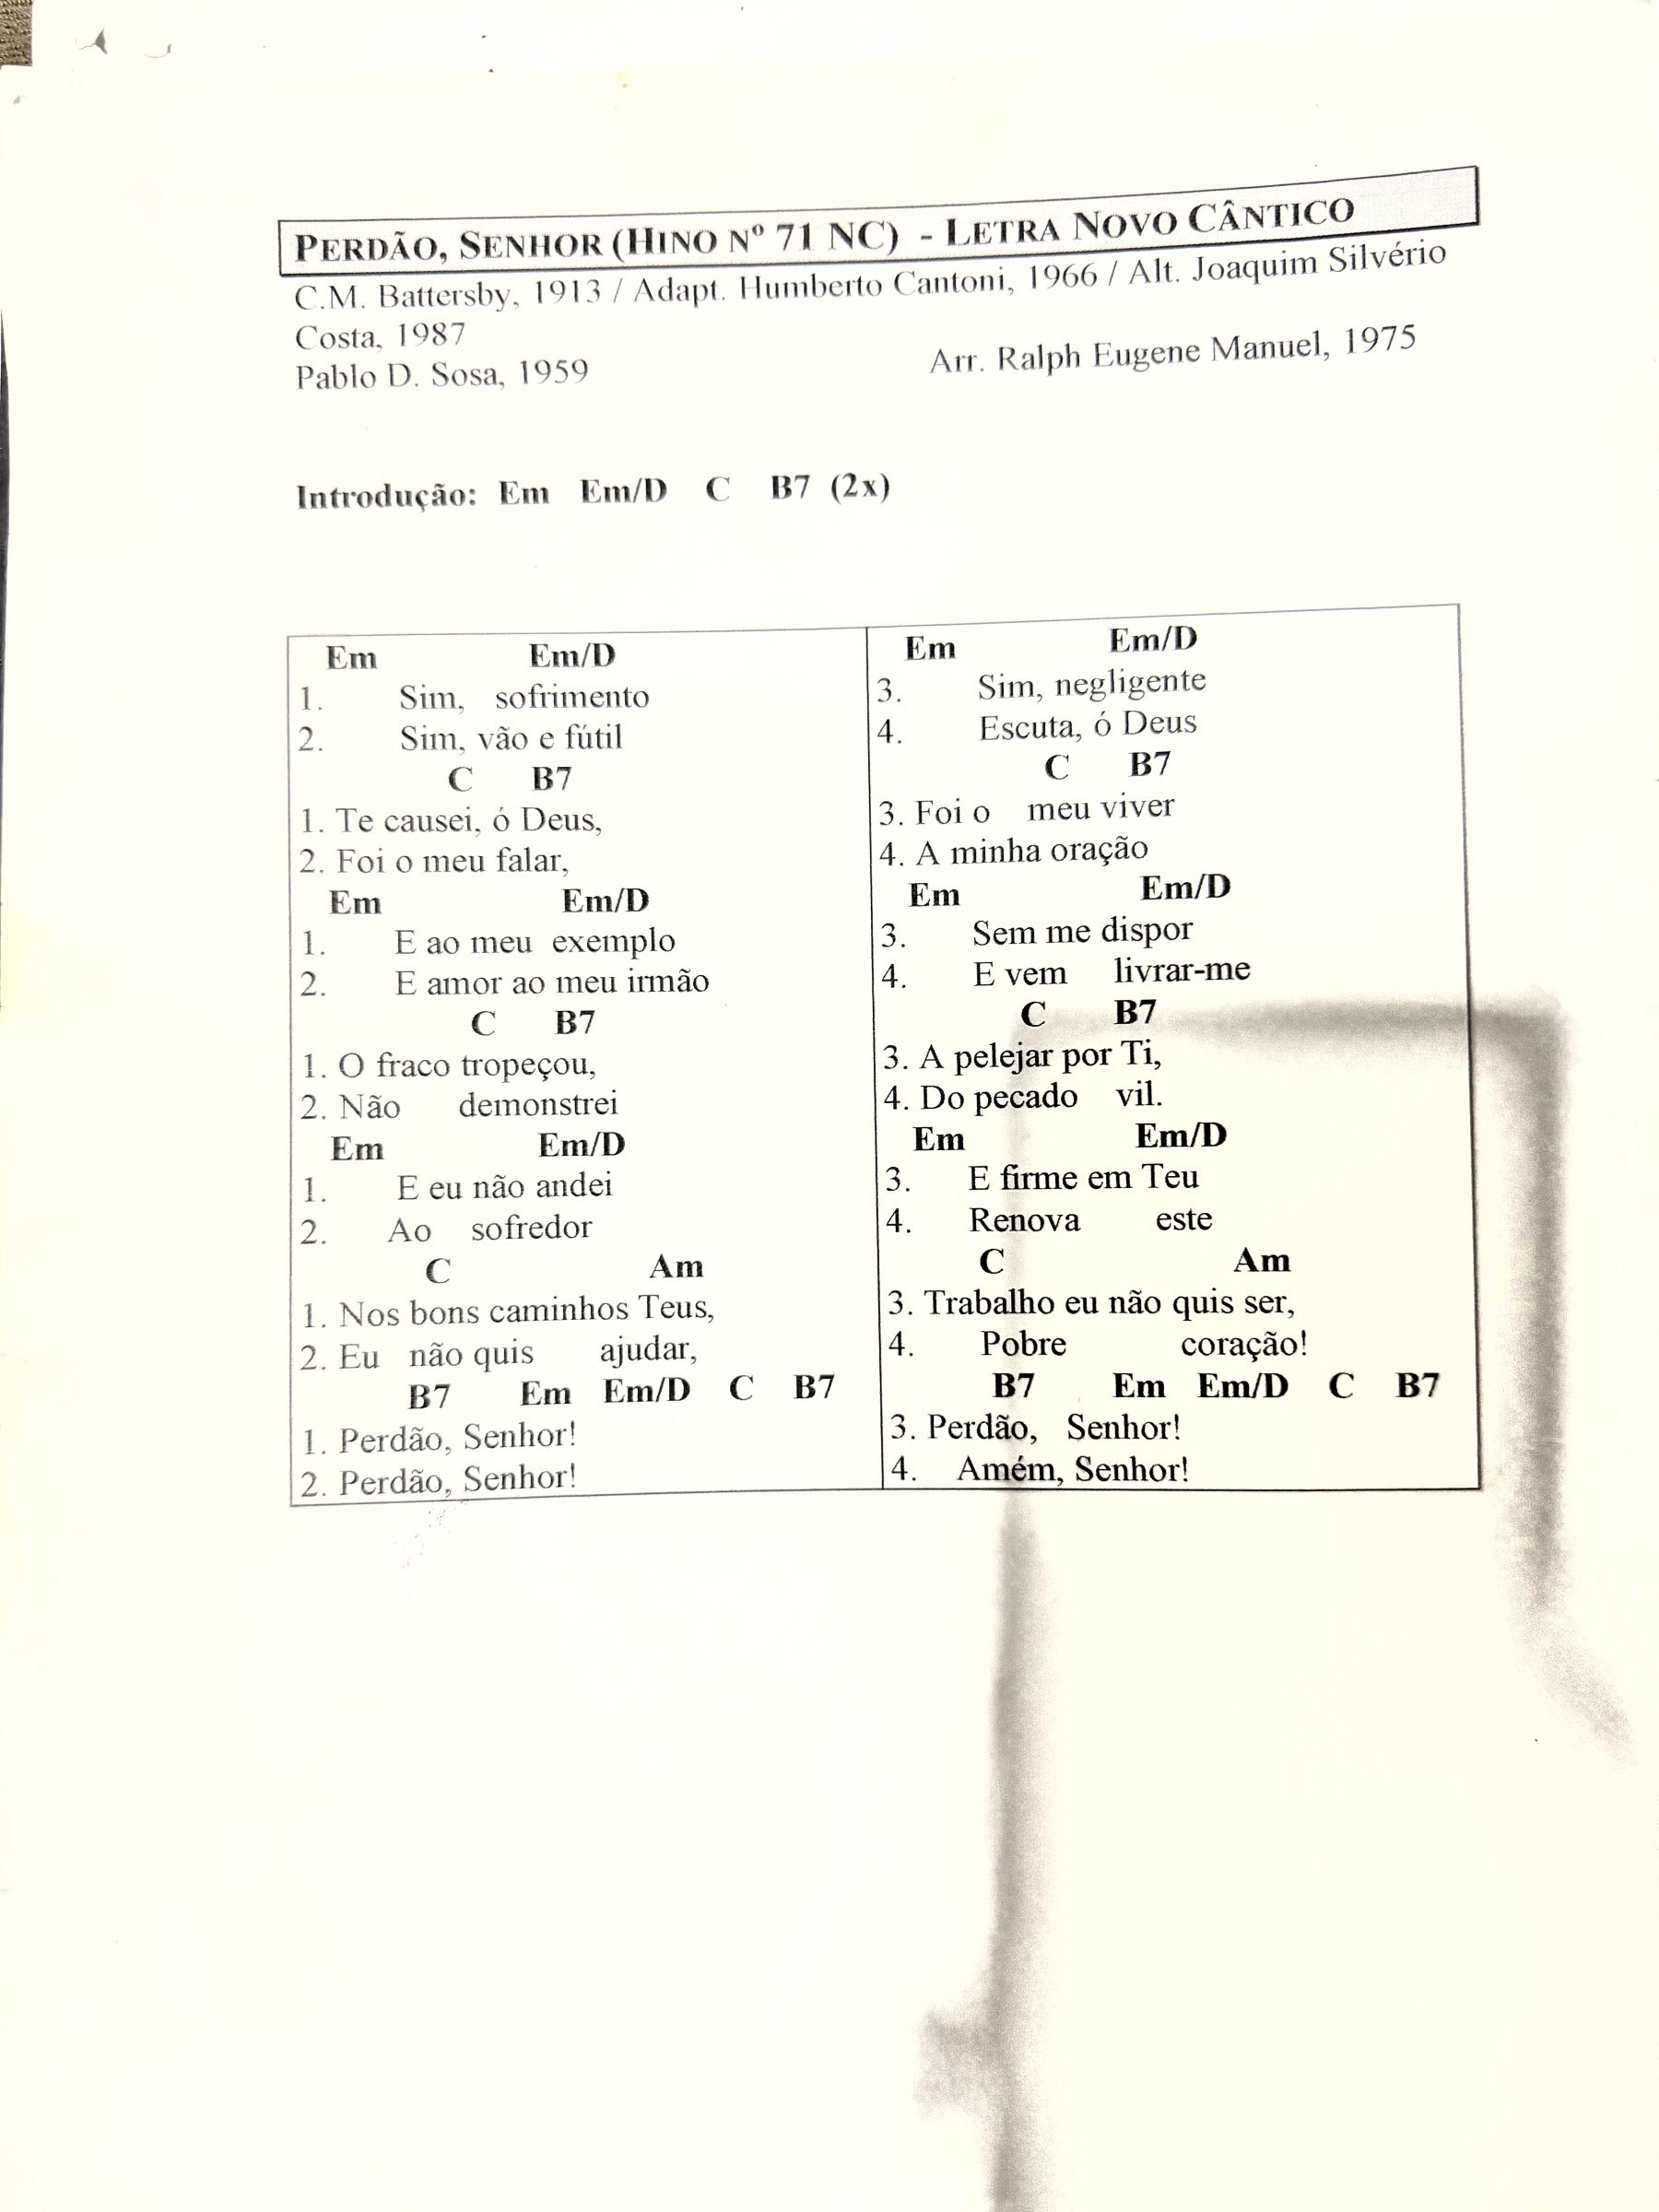 PERDÃO, SENHOR (HINO Nº 71 NC) - LETRA NOVO CÂNTICO
C.M. Battersby, 1913 / Adapt. Humberto Cantoni, 1966 / Alt. Joaquim Silvério
Costa, 1987
Pablo D. Sosa, 1959 Arr. Ralph Eugene Manuel, 1975
Introdução: Em Em/D C B7 (2x)
Em Em/D
1. Sim, sofrimento
2. Sim, vão e fútil
C B7
1. Te causei, ó Deus,
2. Foi o meu falar,
Em Em/D
1. E ao meu exemplo
2. E amor ao meu irmão
C B7
1. O fraco tropeçou,
2. Não demonstrei
Em Em/D
1. E eu não andei
2. Ao sofredor
C Am
1. Nos bons caminhos Teus,
2. Eu não quis ajudar,
B7 Em Em/D C B7
1. Perdão, Senhor!
2. Perdão, Senhor!
Em Em/D
3. Sim, negligente
4. Escuta, ó Deus
C B7
3. Foi o meu viver
4. A minha oração
Em Em/D
3. Sem me dispor
4. E vem livrar-me
C B7
3. A pelejar por Ti,
4. Do pecado vil.
Em Em/D
3. E firme em Teu
4. Renova este
C Am
3. Trabalho eu não quis ser,
4. Pobre coração!
B7 Em Em/D C B7
3. Perdão, Senhor!
4. Amém, Senhor!